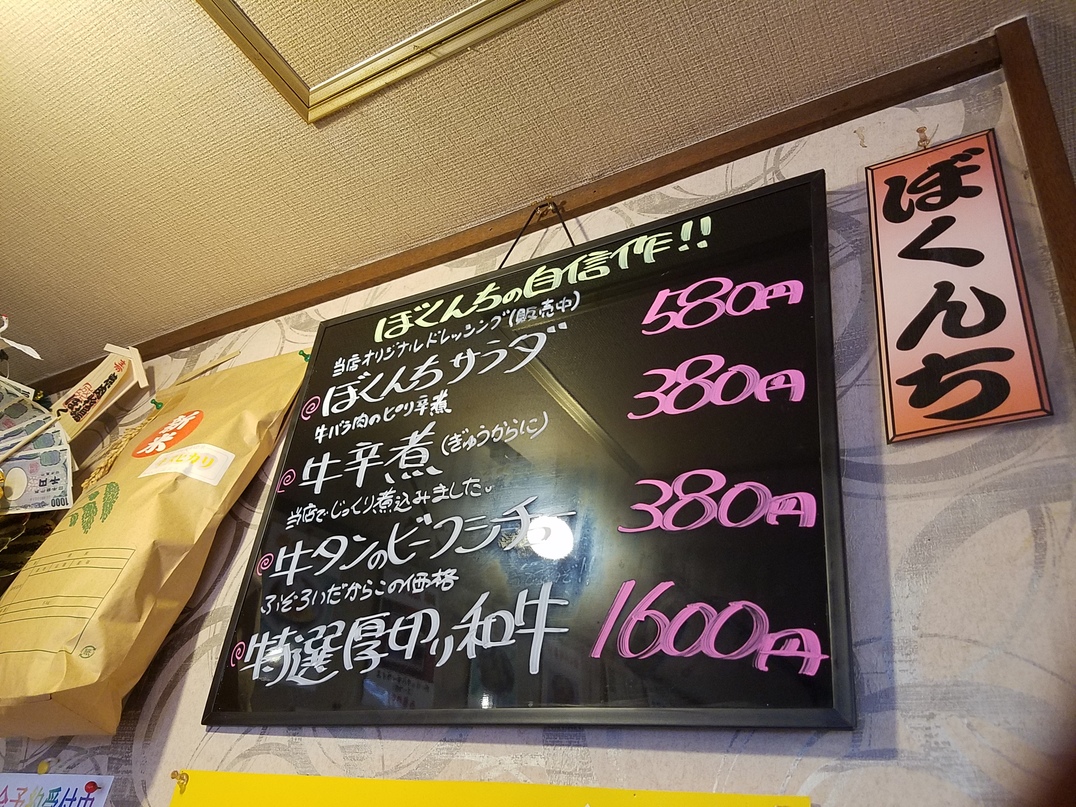 ぼくんちの自信作!!
当店オリジナルドレッシング(販売中)
ぼくんちサラダ 580円
牛バラ肉のピリ辛煮
牛辛煮(ぎゅうからに) 380円
当店でじっくり煮込みました。
牛タンのビーフシチュー 380円
ふぞろいだからこの価格
特選厚切り和牛 1600円
ぼくんち
新米
1000
予約受付中